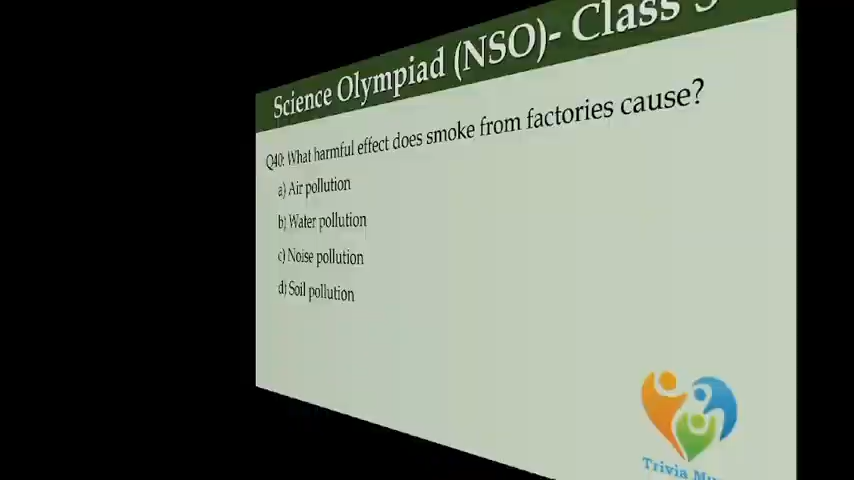 Science Olympiad (NSO)- Class
Q40: What harmful effect does smoke from factories cause?
a) Air pollution
b) Water pollution
c) Noise pollution
d) Soil pollution
Trivia